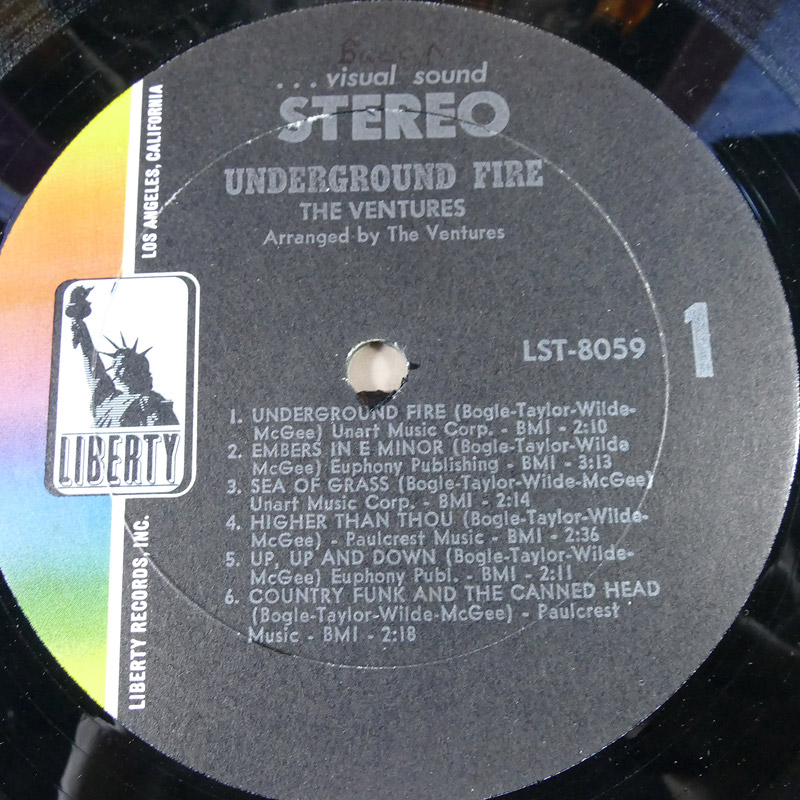 ...visual sound
STEREO
UNDERGROUND FIRE
THE VENTURES
Arranged by The Ventures
LOS ANGELES, CALIFORNIA
LIBERTY
LIBERTY RECORDS, INC.
LST-8059
1
1. UNDERGROUND FIRE (Bogle-Taylor-Wilde-
McGee) Unart Music Corp. - BMI - 2:10
2. EMBERS IN E MINOR (Bogle-Taylor-Wilde
McGee) Euphony Publishing - BMI - 3:13
3. SEA OF GRASS (Bogle-Taylor-Wilde-McGee)
Unart Music Corp. - BMI - 2:14
4. HIGHER THAN THOU (Bogle-Taylor-Wilde-
McGee) - Paulcrest Music - BMI - 2:36
5. UP, UP AND DOWN (Bogle-Taylor-Wilde-
McGee) Euphony Publ. - BMI - 2:11
6. COUNTRY FUNK AND THE CANNED HEAD
(Bogle-Taylor-Wilde-McGee) - Paulcrest
Music - BMI - 2:18